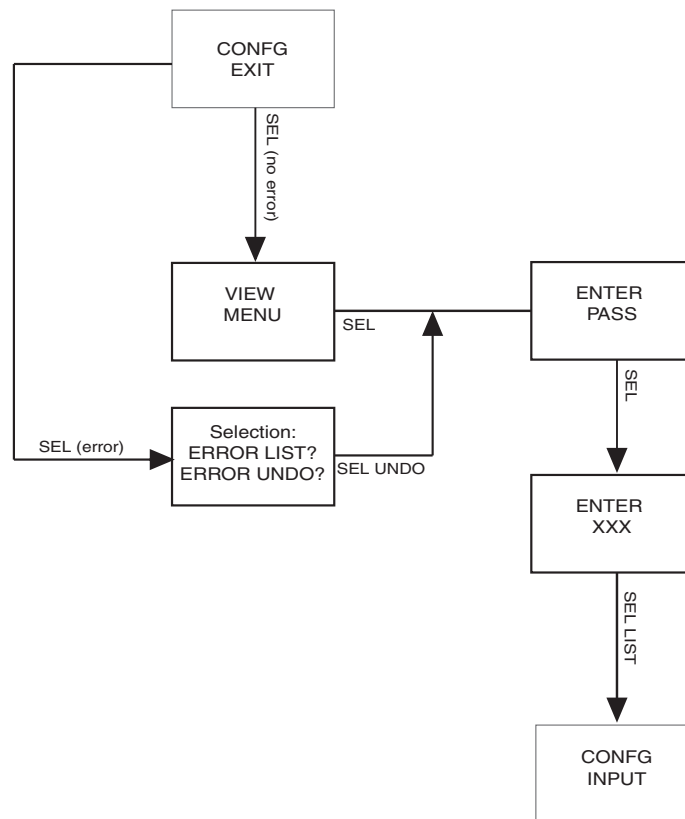 CONFG
EXIT
SEL (no error)
VIEW
MENU
SEL
ENTER
PASS
SEL
SEL (error)
Selection:
ERROR LIST?
ERROR UNDO?
SEL UNDO
ENTER
XXX
SEL LIST
CONFG
INPUT